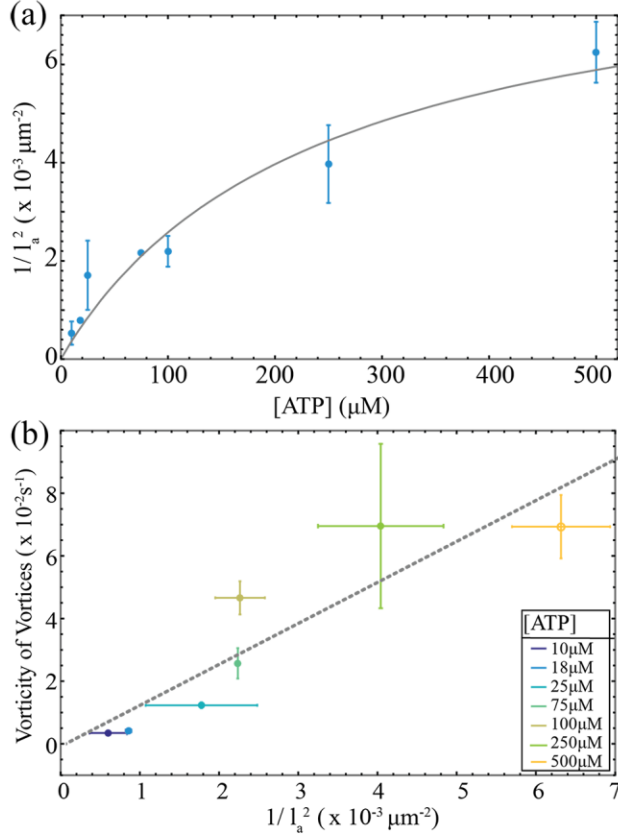 (a)
6
4
2
0
1/l_a^2 ( x 10^-3 μm^-2)
0 100 200 300 400 500
[ATP] (μM)
(b)
8
6
4
2
0
Vorticity of Vortices ( x 10^-2s^-1)
[ATP]
10μM
18μM
25μM
75μM
100μM
250μM
500μM
0 1 2 3 4 5 6 7
1/l_a^2 ( x 10^-3 μm^-2)